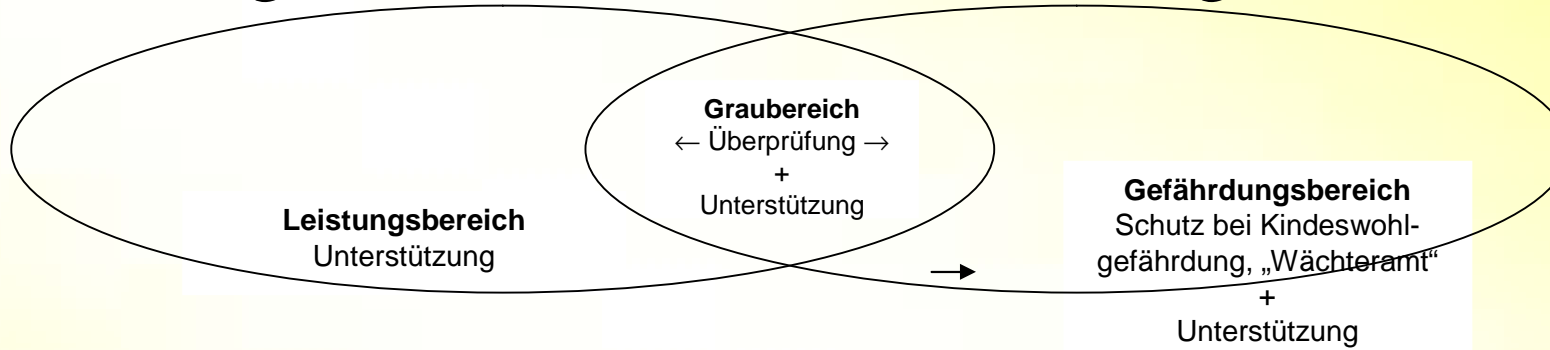 Graubereich
← Überprüfung →
+
Unterstützung
Leistungsbereich
Unterstützung
Gefährdungsbereich
Schutz bei Kindeswohl-
gefährdung, „Wächteramt“
+
Unterstützung